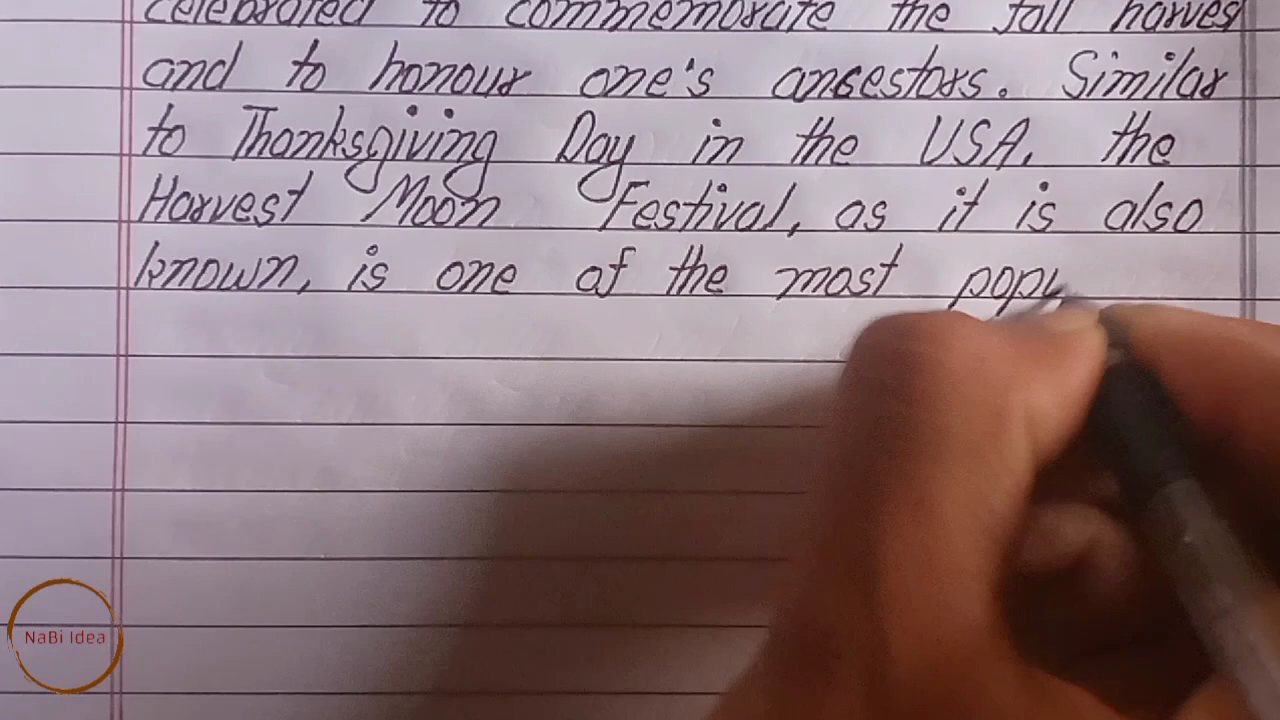 celebrated to commemorate the fall harvest
and to honour one's ancestors. Similar
to Thanksgiving Day in the USA, the
Harvest Moon Festival, as it is also
known, is one of the most popu
NaBi Idea